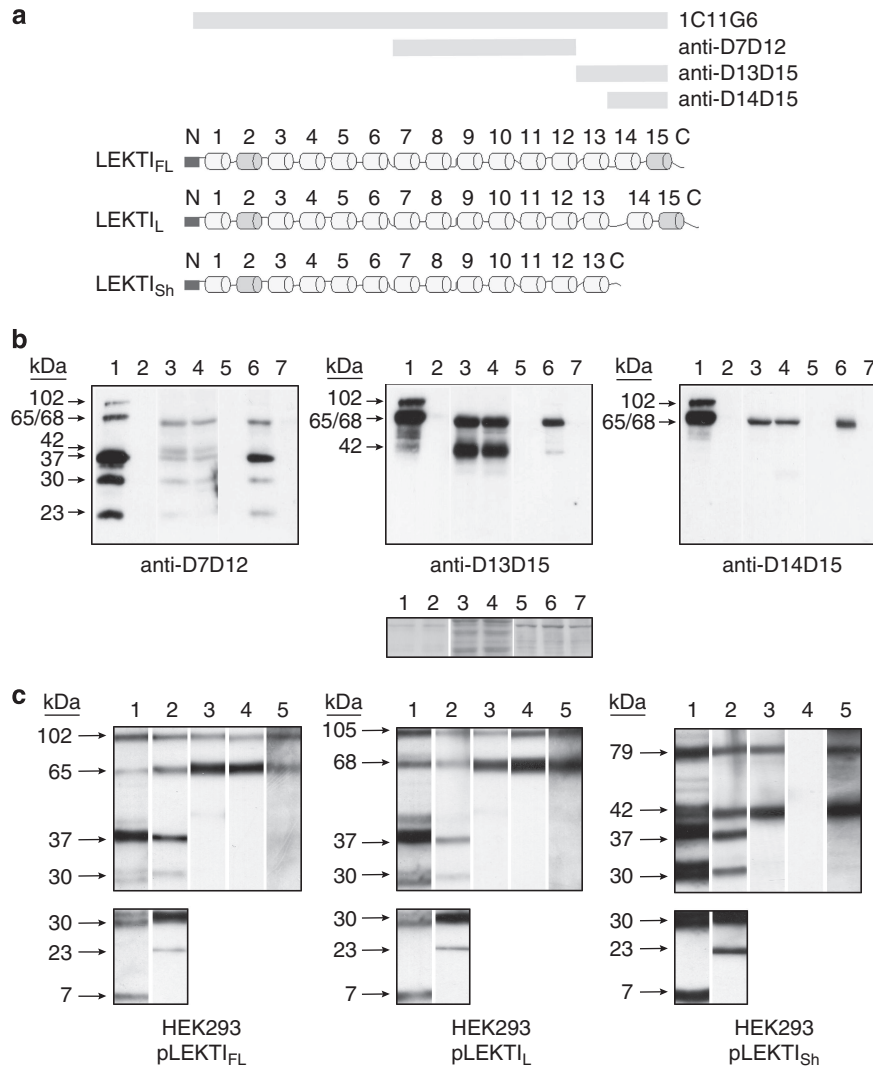 a
1C11G6
anti-D7D12
anti-D13D15
anti-D14D15
N 1 2 3 4 5 6 7 8 9 10 11 12 13 14 15 C
LEKTIFL
N 1 2 3 4 5 6 7 8 9 10 11 12 13 14 15 C
LEKTIL
N 1 2 3 4 5 6 7 8 9 10 11 12 13 C
LEKTISh
b
kDa 1 2 3 4 5 6 7
102
65/68
42
37
30
23
anti-D7D12
kDa 1 2 3 4 5 6 7
102
65/68
42
anti-D13D15
kDa 1 2 3 4 5 6 7
102
65/68
anti-D14D15
1 2 3 4 5 6 7
c
kDa 1 2 3 4 5
102
65
37
30
30
23
7
HEK293
pLEKTIFL
kDa 1 2 3 4 5
105
68
37
30
30
23
7
HEK293
pLEKTIL
kDa 1 2 3 4 5
79
42
37
30
30
23
7
HEK293
pLEKTISh